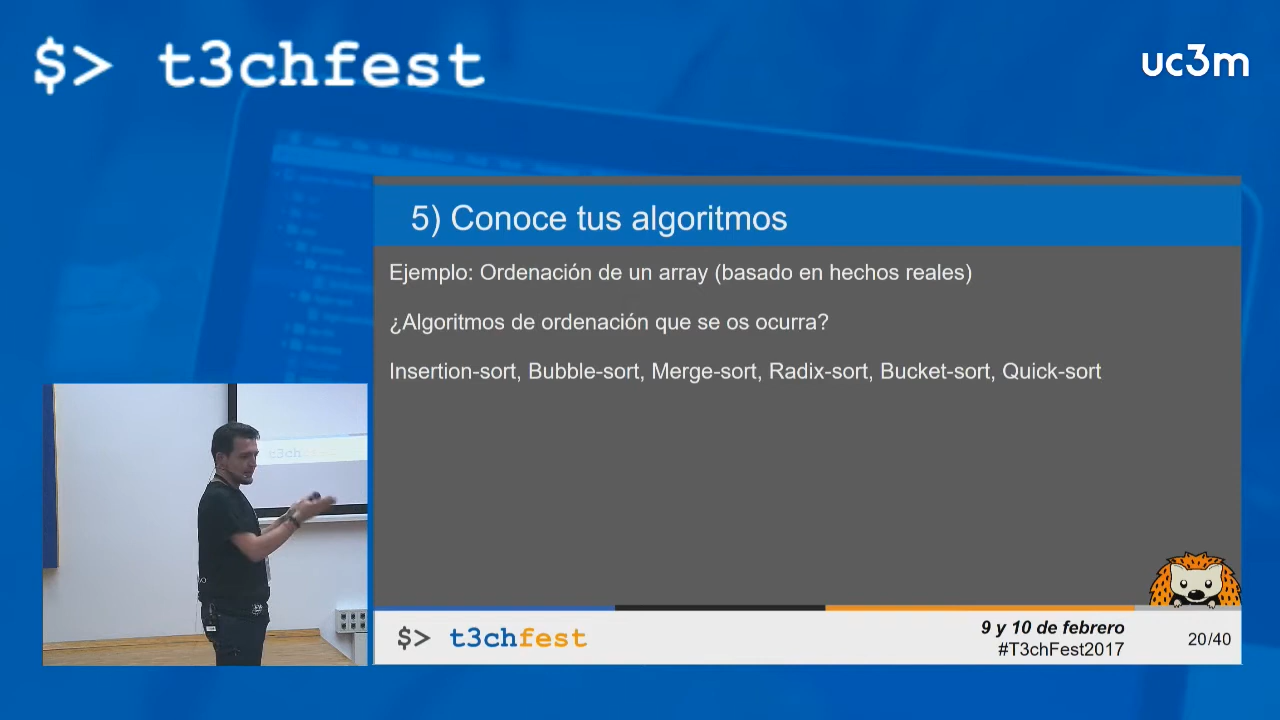 $> t3chfest
uc3m
5) Conoce tus algoritmos
Ejemplo: Ordenación de un array (basado en hechos reales)
¿Algoritmos de ordenación que se os ocurra?
Insertion-sort, Bubble-sort, Merge-sort, Radix-sort, Bucket-sort, Quick-sort
t3ch
$> t3chfest
9 y 10 de febrero
#T3chFest2017
20/40